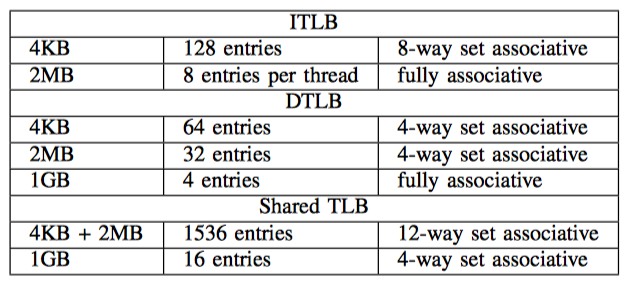 ITLB
4KB 128 entries 8-way set associative
2MB 8 entries per thread fully associative
DTLB
4KB 64 entries 4-way set associative
2MB 32 entries 4-way set associative
1GB 4 entries fully associative
Shared TLB
4KB + 2MB 1536 entries 12-way set associative
1GB 16 entries 4-way set associative